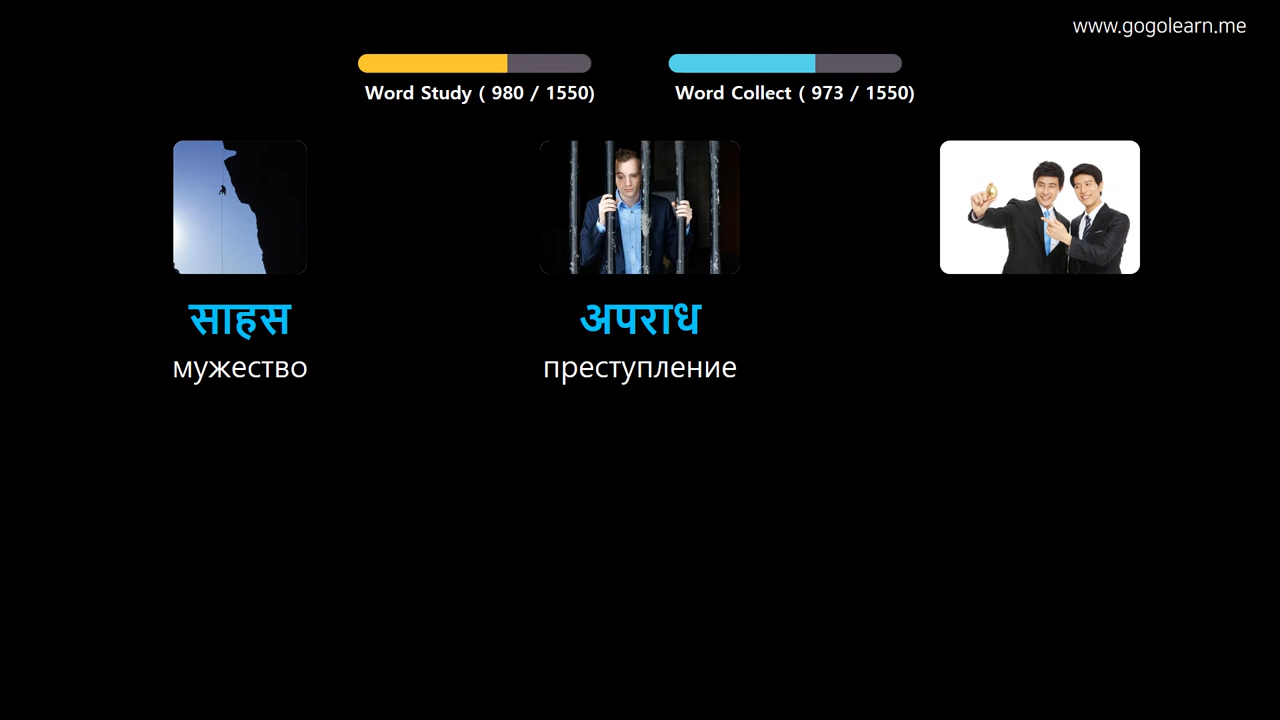 www.gogolearn.me
Word Study ( 980 / 1550)
Word Collect ( 973 / 1550)
साहस
мужество
अपराध
преступление